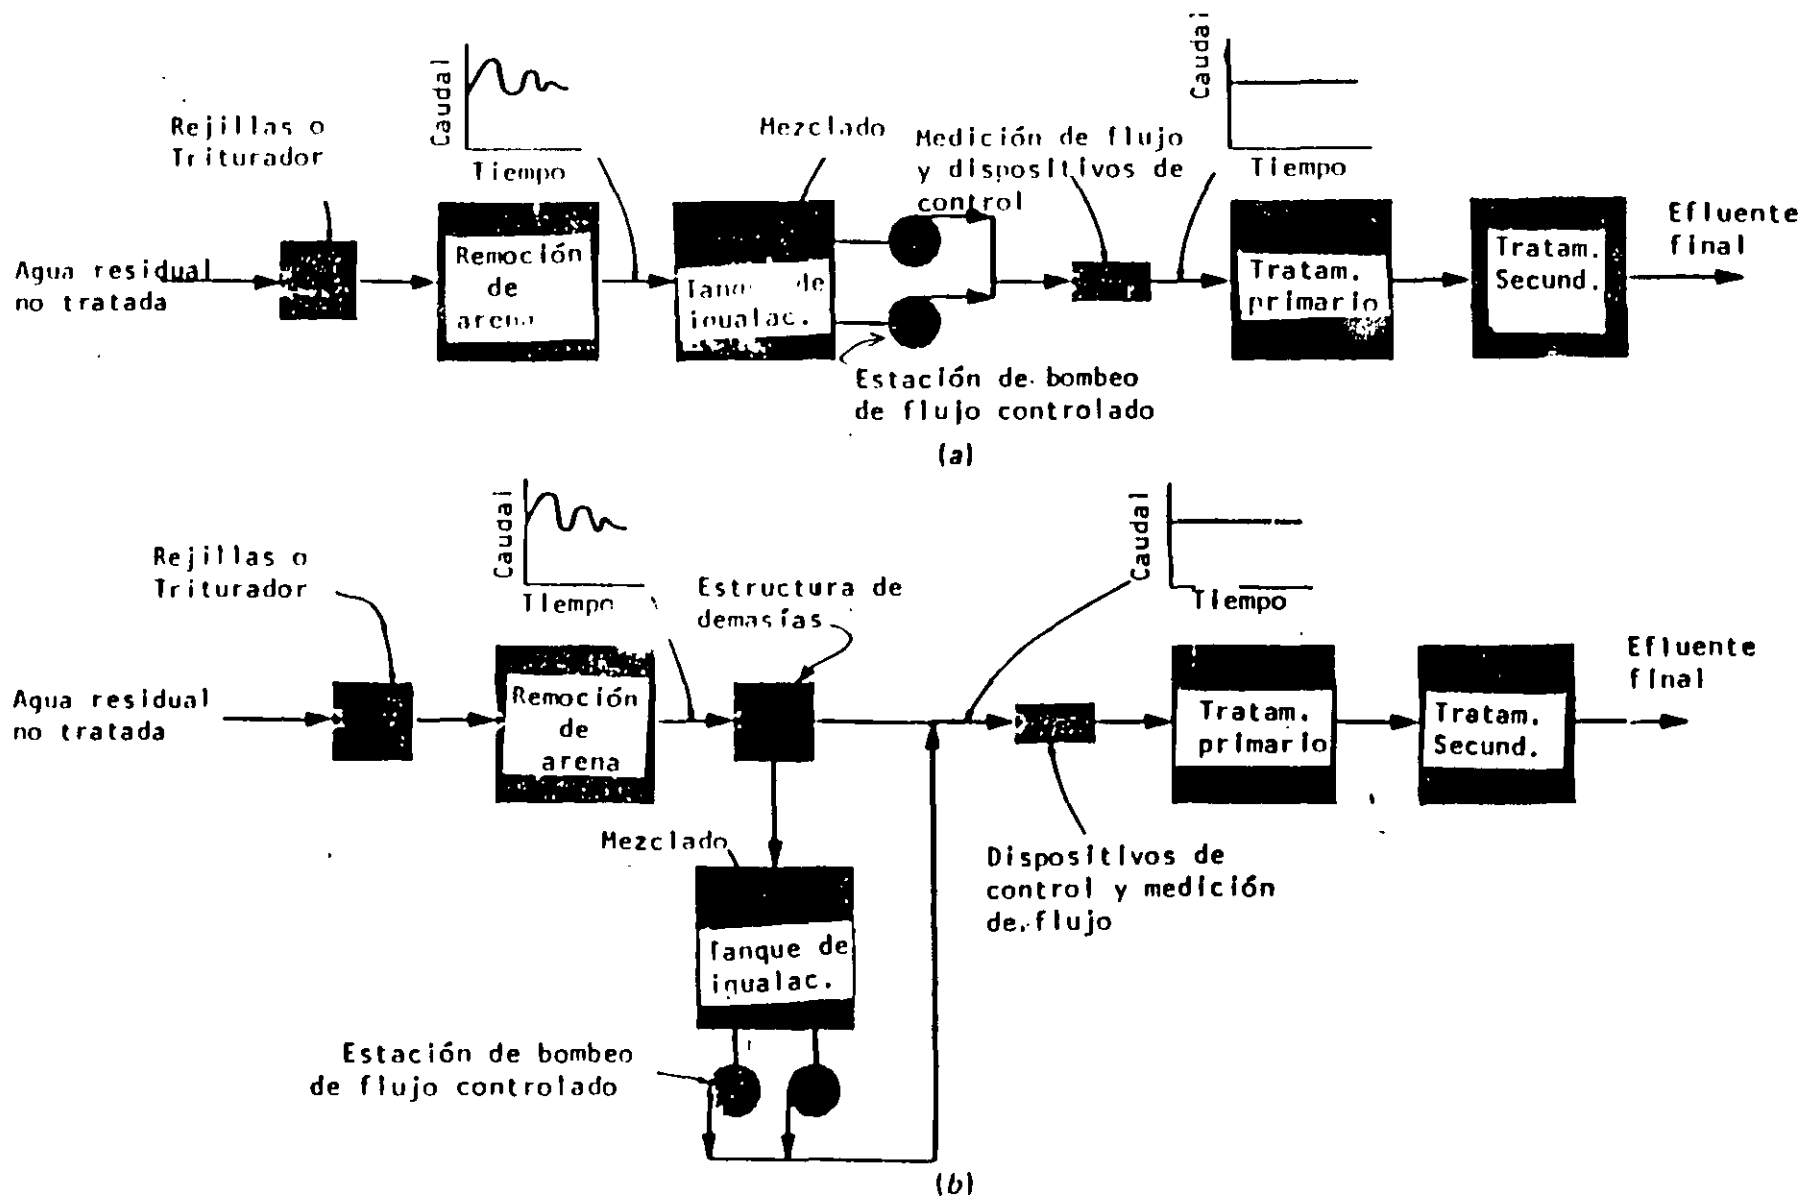 Caudal
Tiempo
Caudal
Tiempo
Rejillas o
Triturador
Mezclado
Medición de flujo
y dispositivos de
control
Agua residual
no tratada
Remoción
de
arena
de
igualac.
Tratam.
primario
Tratam.
Secund.
Efluente
final
Estación de bombeo
de flujo controlado
(a)
Caudal
Tiempo
Caudal
Tiempo
Rejillas o
Triturador
Estructura de
demasías
Agua residual
no tratada
Remoción
de
arena
Tratam.
primario
Tratam.
Secund.
Efluente
final
Mezclado
Tanque de
igualac.
Dispositivos de
control y medición
de flujo
Estación de bombeo
de flujo controlado
(b)